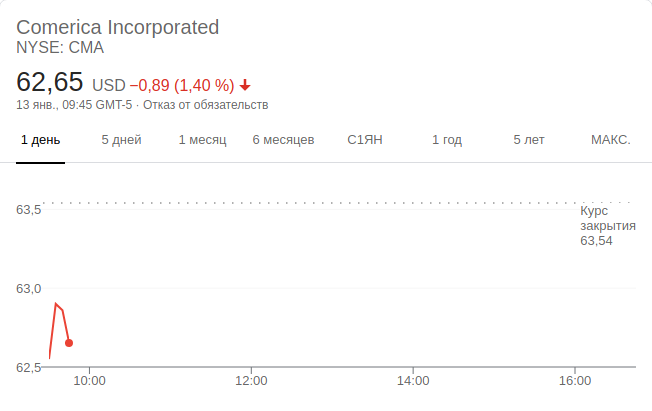 Comerica Incorporated
NYSE: CMA
62,65 USD −0,89 (1,40 %)
13 янв., 09:45 GMT-5 · Отказ от обязательств
1 день 5 дней 1 месяц 6 месяцев С1ЯН 1 год 5 лет МАКС.
63,5
Курс
закрытия
63,54
63,0
62,5
10:00 12:00 14:00 16:00